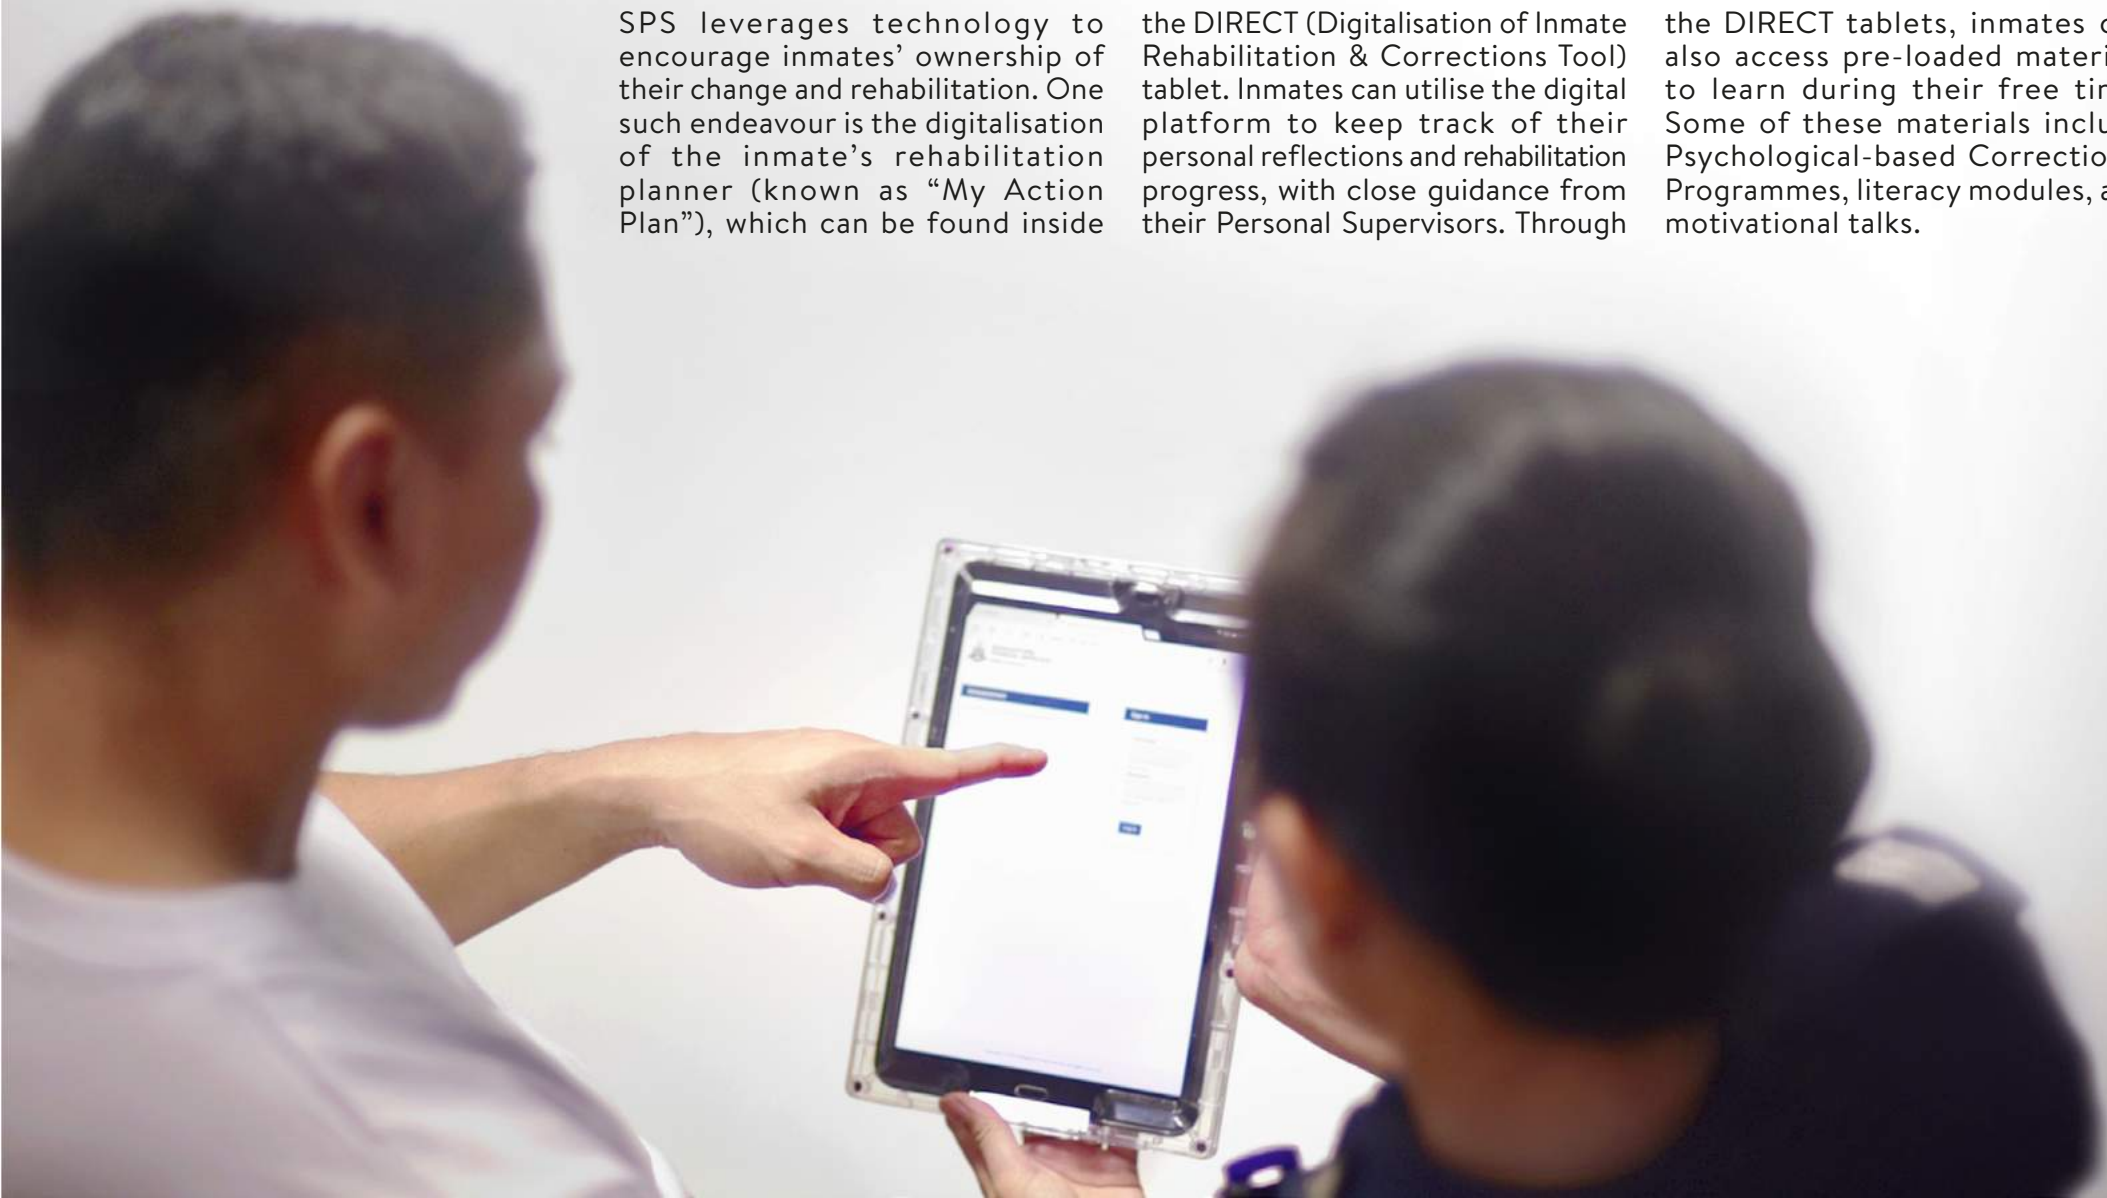 SPS leverages technology to
encourage inmates’ ownership of
their change and rehabilitation. One
such endeavour is the digitalisation
of the inmate’s rehabilitation
planner (known as “My Action
Plan”), which can be found inside
the DIRECT (Digitalisation of Inmate
Rehabilitation & Corrections Tool)
tablet. Inmates can utilise the digital
platform to keep track of their
personal reflections and rehabilitation
progress, with close guidance from
their Personal Supervisors. Through
the DIRECT tablets, inmates
also access pre-loaded
to learn during their free
Some of these materials
Psychological-based
Programmes, literacy modules,
motivational talks.